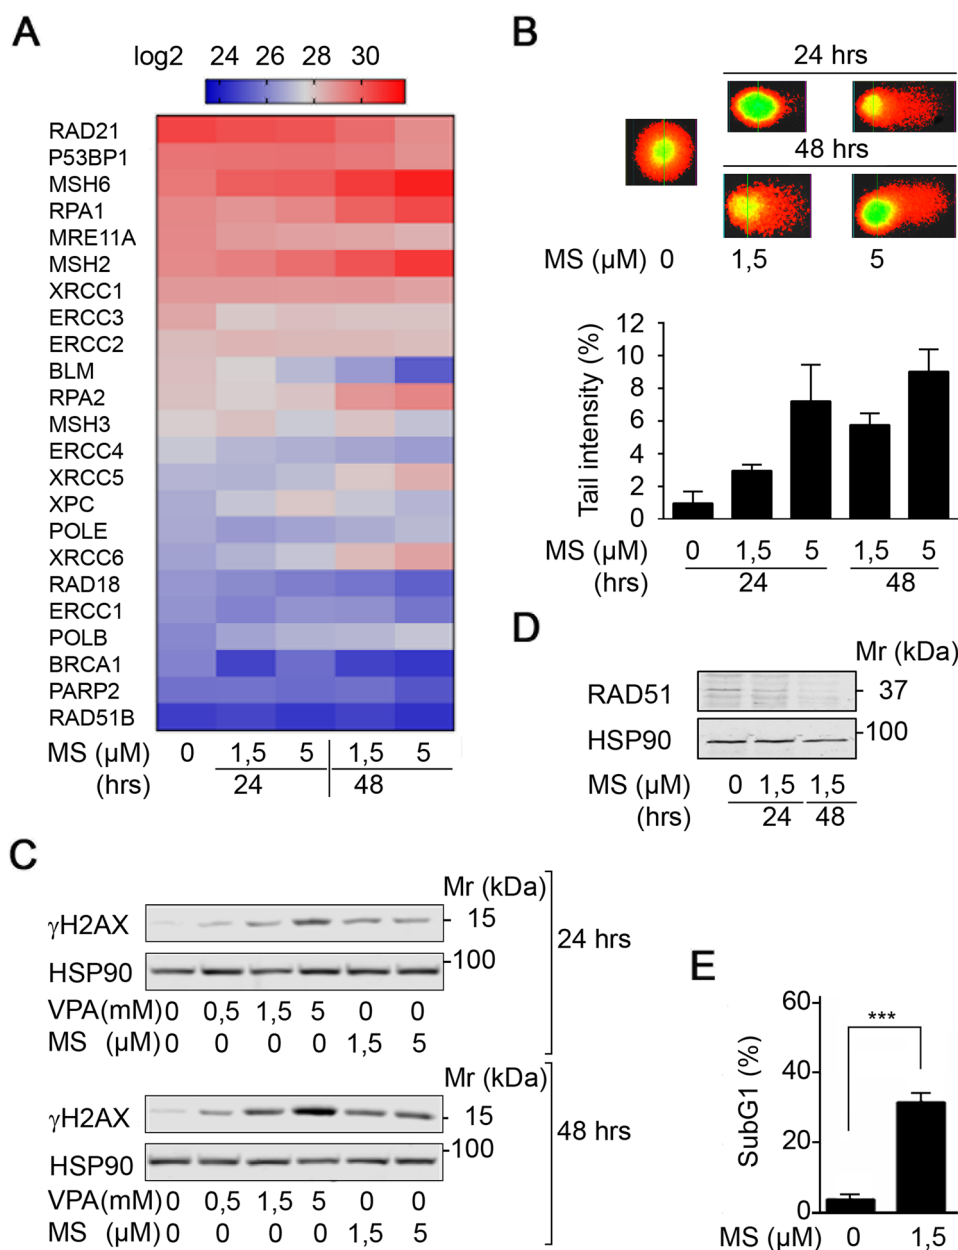 A
log2 24 26 28 30
RAD21
P53BP1
MSH6
RPA1
MRE11A
MSH2
XRCC1
ERCC3
ERCC2
BLM
RPA2
MSH3
ERCC4
XRCC5
XPC
POLE
XRCC6
RAD18
ERCC1
POLB
BRCA1
PARP2
RAD51B
MS (µM) 0 1,5 5 1,5 5
(hrs) 24 48
B
24 hrs
48 hrs
MS (µM) 0 1,5 5
Tail intensity (%)
12
10
8
6
4
2
0
MS (µM) 0 1,5 5 1,5 5
(hrs) 24 48
C
Mr (kDa)
γH2AX 15
HSP90 100
VPA(mM) 0 0,5 1,5 5 0 0
MS (µM) 0 0 0 0 1,5 5
24 hrs
Mr (kDa)
γH2AX 15
HSP90 100
VPA(mM) 0 0,5 1,5 5 0 0
MS (µM) 0 0 0 0 1,5 5
48 hrs
D
Mr (kDa)
RAD51 37
HSP90 100
MS (µM) 0 1,5 1,5
(hrs) 24 48
E
SubG1 (%)
60
40
20
0
***
MS (µM) 0 1,5